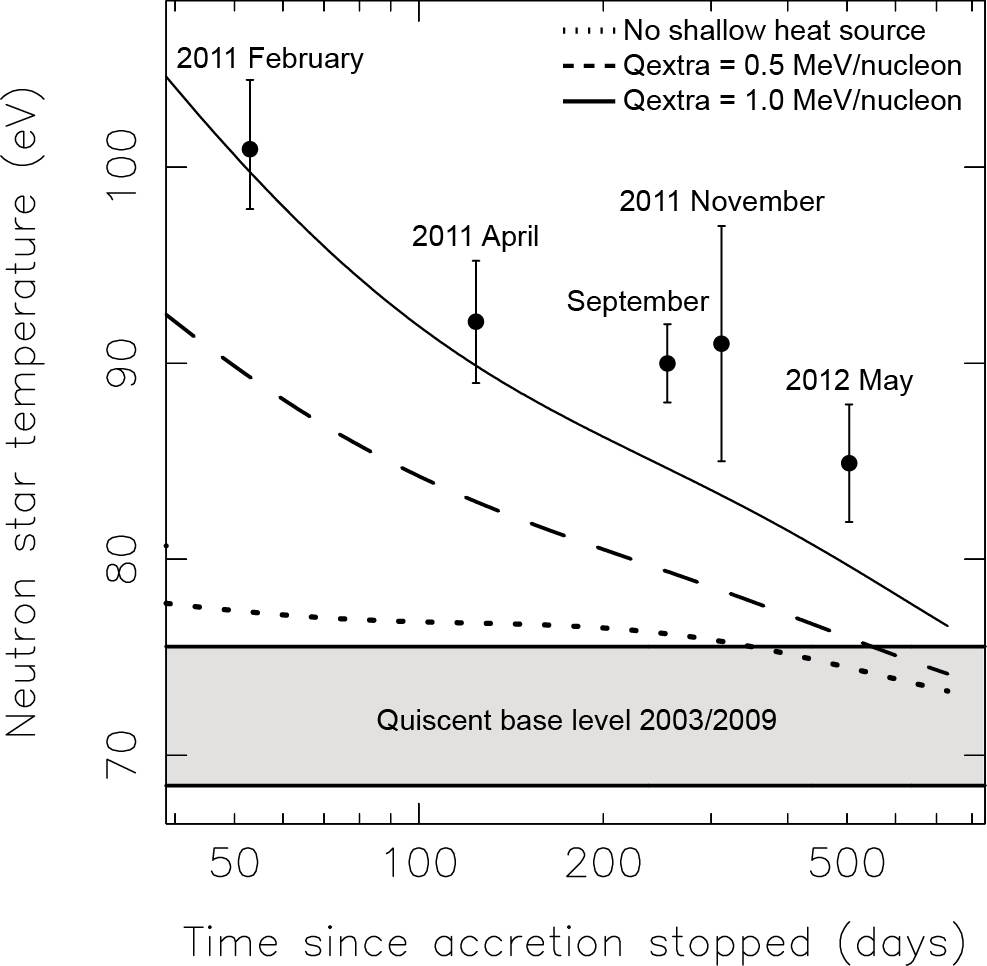 No shallow heat source
Qextra = 0.5 MeV/nucleon
Qextra = 1.0 MeV/nucleon
2011 February
2011 November
2011 April
September
2012 May
Quiscent base level 2003/2009
Neutron star temperature (eV)
100
90
80
70
50 100 200 500
Time since accretion stopped (days)